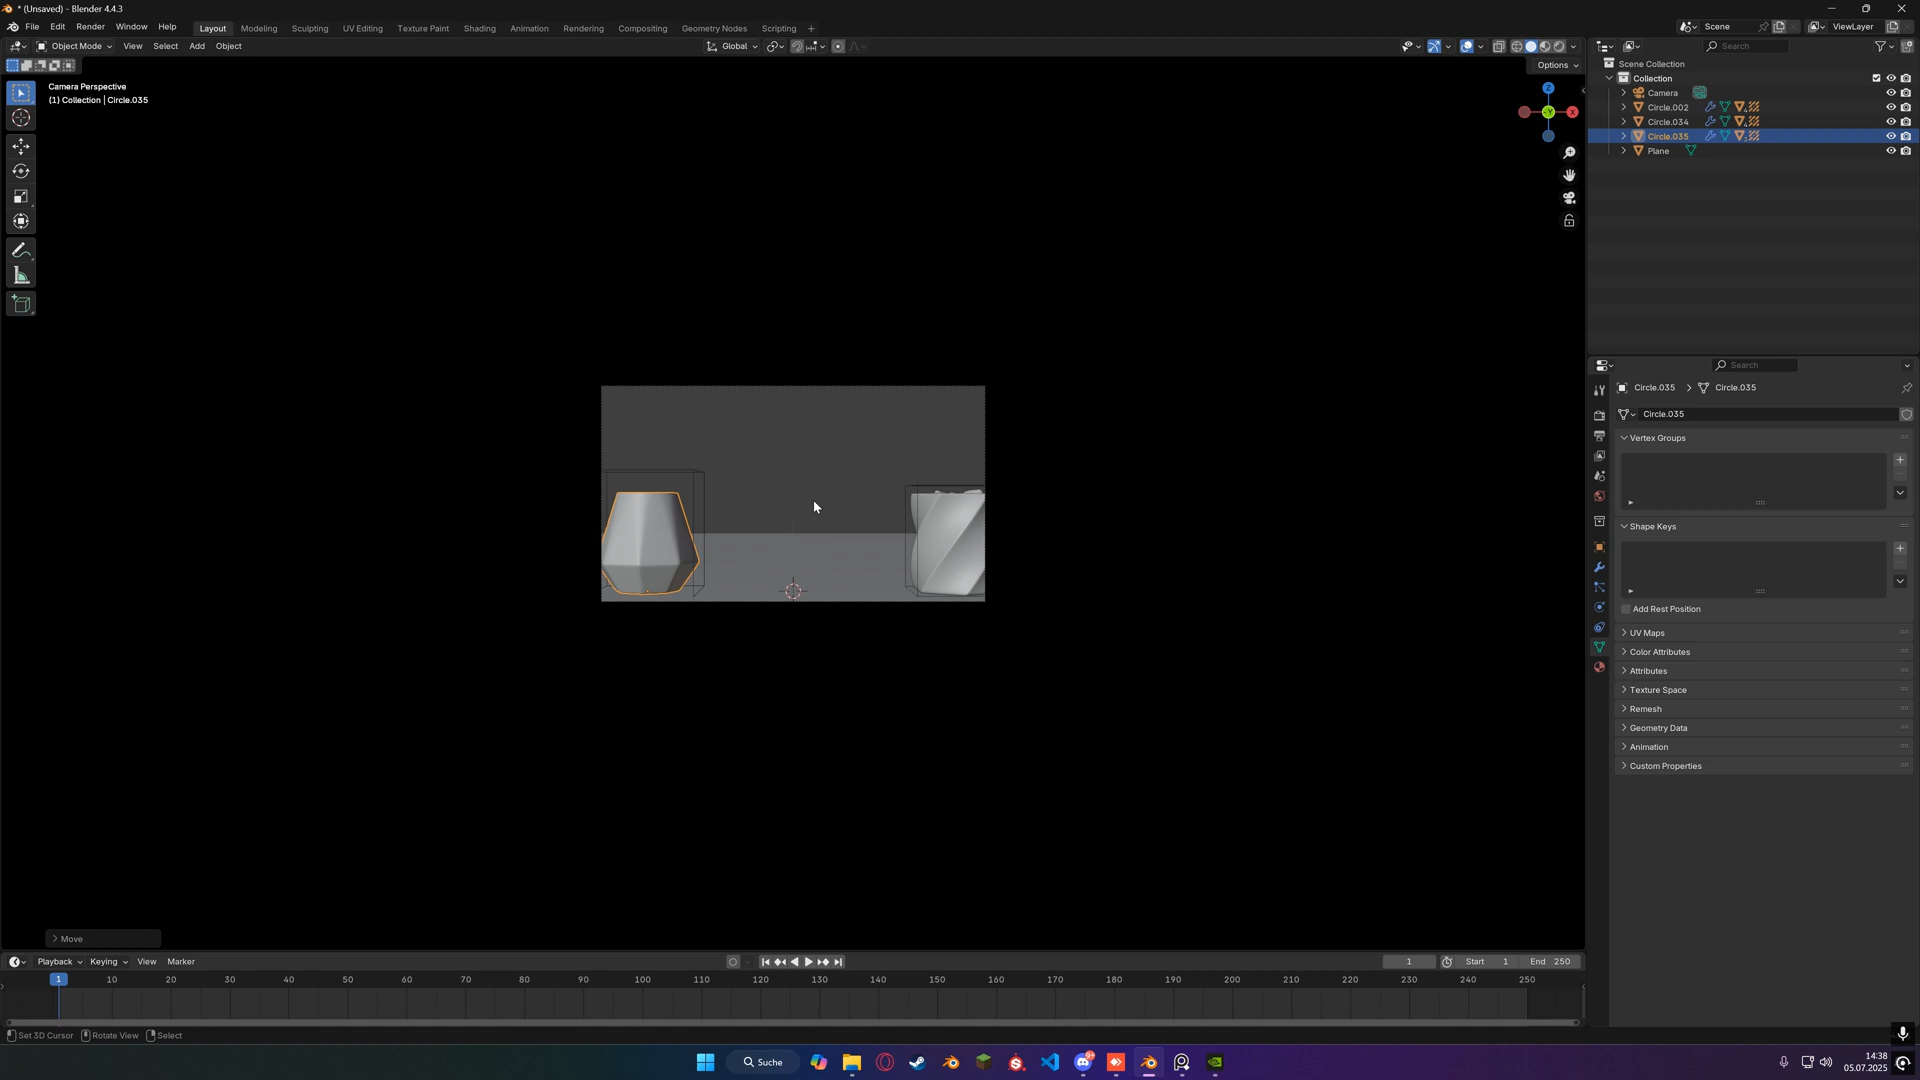 * (Unsaved) - Blender 4.4.3
File Edit Render Window Help
Layout Modeling Sculpting UV Editing Texture Paint Shading Animation Rendering Compositing Geometry Nodes Scripting +
Scene
ViewLayer
Object Mode View Select Add Object
Global
Search
Options
Camera Perspective
(1) Collection | Circle.035
Z
Y
X
Scene Collection
Collection
Camera
Circle.002
Circle.034
Circle.035
Plane
Search
Circle.035 > Circle.035
Circle.035
Vertex Groups
Shape Keys
Add Rest Position
UV Maps
Color Attributes
Attributes
Texture Space
Remesh
Geometry Data
Animation
Custom Properties
> Move
Playback Keying View Marker
1
Start 1
End 250
1 10 20 30 40 50 60 70 80 90 100 110 120 130 140 150 160 170 180 190 200 210 220 230 240 250
Set 3D Cursor Rotate View Select
Suche
14:38
05.07.2025